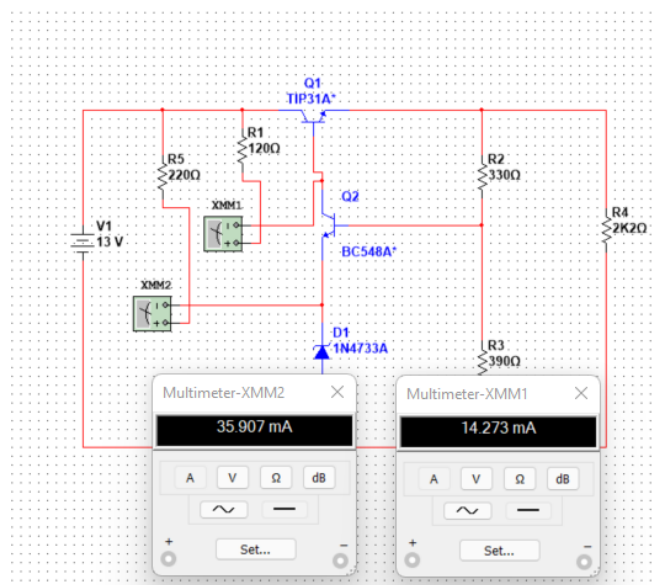 Q1
TIP31A*
R1
120Ω
R5
220Ω
R2
330Ω
Q2
XMM1
R4
2K2Ω
V1
13 V
BC548A*
XMM2
D1
1N4733A
R3
390Ω
Multimeter-XMM2
35.907 mA
A V Ω dB
+ Set... −
Multimeter-XMM1
14.273 mA
A V Ω dB
+ Set... −